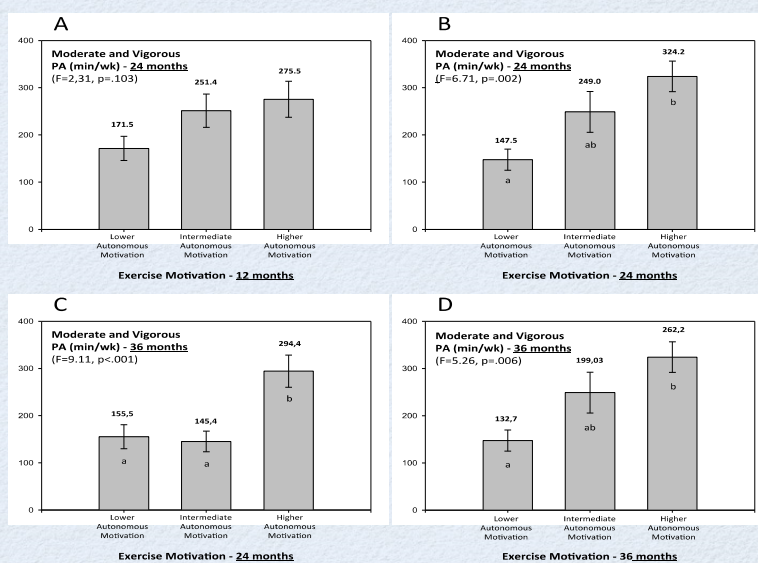 A
Moderate and Vigorous
PA (min/wk) - 24 months
(F=2,31, p=.103)
400
300
200
100
0
171.5
251.4
275.5
Lower
Autonomous
Motivation
Intermediate
Autonomous
Motivation
Higher
Autonomous
Motivation
Exercise Motivation - 12 months
B
Moderate and Vigorous
PA (min/wk) - 24 months
(F=6.71, p=.002)
400
300
200
100
0
147.5
249.0
324.2
a
ab
b
Lower
Autonomous
Motivation
Intermediate
Autonomous
Motivation
Higher
Autonomous
Motivation
Exercise Motivation - 24 months
C
Moderate and Vigorous
PA (min/wk) - 36 months
(F=9.11, p<.001)
400
300
200
100
0
155,5
145,4
294,4
a
a
b
Lower
Autonomous
Motivation
Intermediate
Autonomous
Motivation
Higher
Autonomous
Motivation
Exercise Motivation - 24 months
D
Moderate and Vigorous
PA (min/wk) - 36 months
(F=5.26, p=.006)
400
300
200
100
0
132,7
199,03
262,2
a
ab
b
Lower
Autonomous
Motivation
Intermediate
Autonomous
Motivation
Higher
Autonomous
Motivation
Exercise Motivation - 36 months